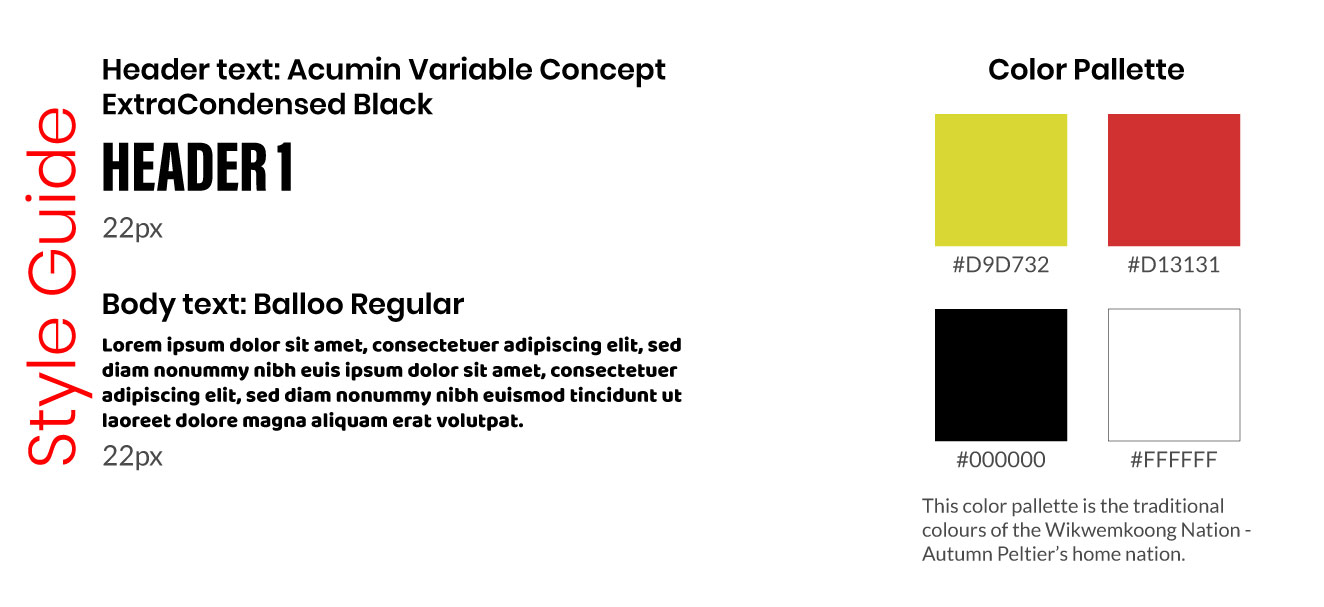 Style Guide
Header text: Acumin Variable Concept
ExtraCondensed Black
HEADER 1
22px
Body text: Balloo Regular
Lorem ipsum dolor sit amet, consectetuer adipiscing elit, sed
diam nonummy nibh euis ipsum dolor sit amet, consectetuer
adipiscing elit, sed diam nonummy nibh euismod tincidunt ut
laoreet dolore magna aliquam erat volutpat.
22px
Color Pallette
#D9D732
#D13131
#000000
#FFFFFF
This color pallette is the traditional
colours of the Wikwemkoong Nation -
Autumn Peltier's home nation.